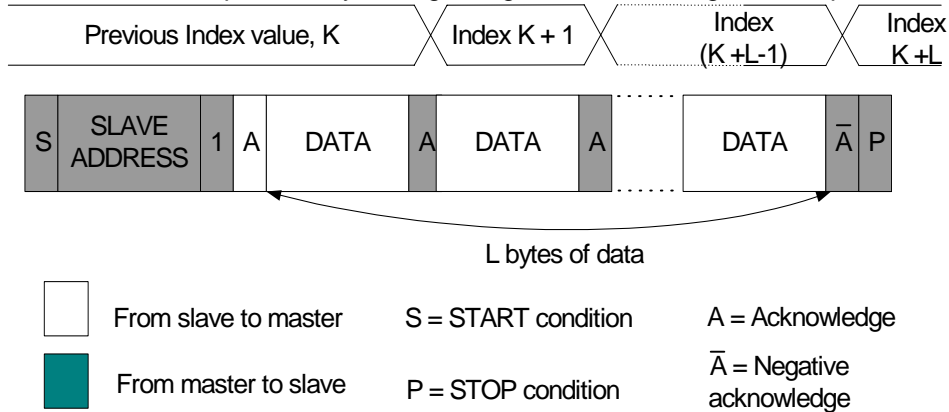 Previous Index value, K
Index K + 1
Index
(K +L-1)
Index
K +L
S
SLAVE
ADDRESS
1
A
DATA
A
DATA
A
DATA
A̅
P
L bytes of data
From slave to master
S = START condition
A = Acknowledge
From master to slave
P = STOP condition
A̅ = Negative
acknowledge